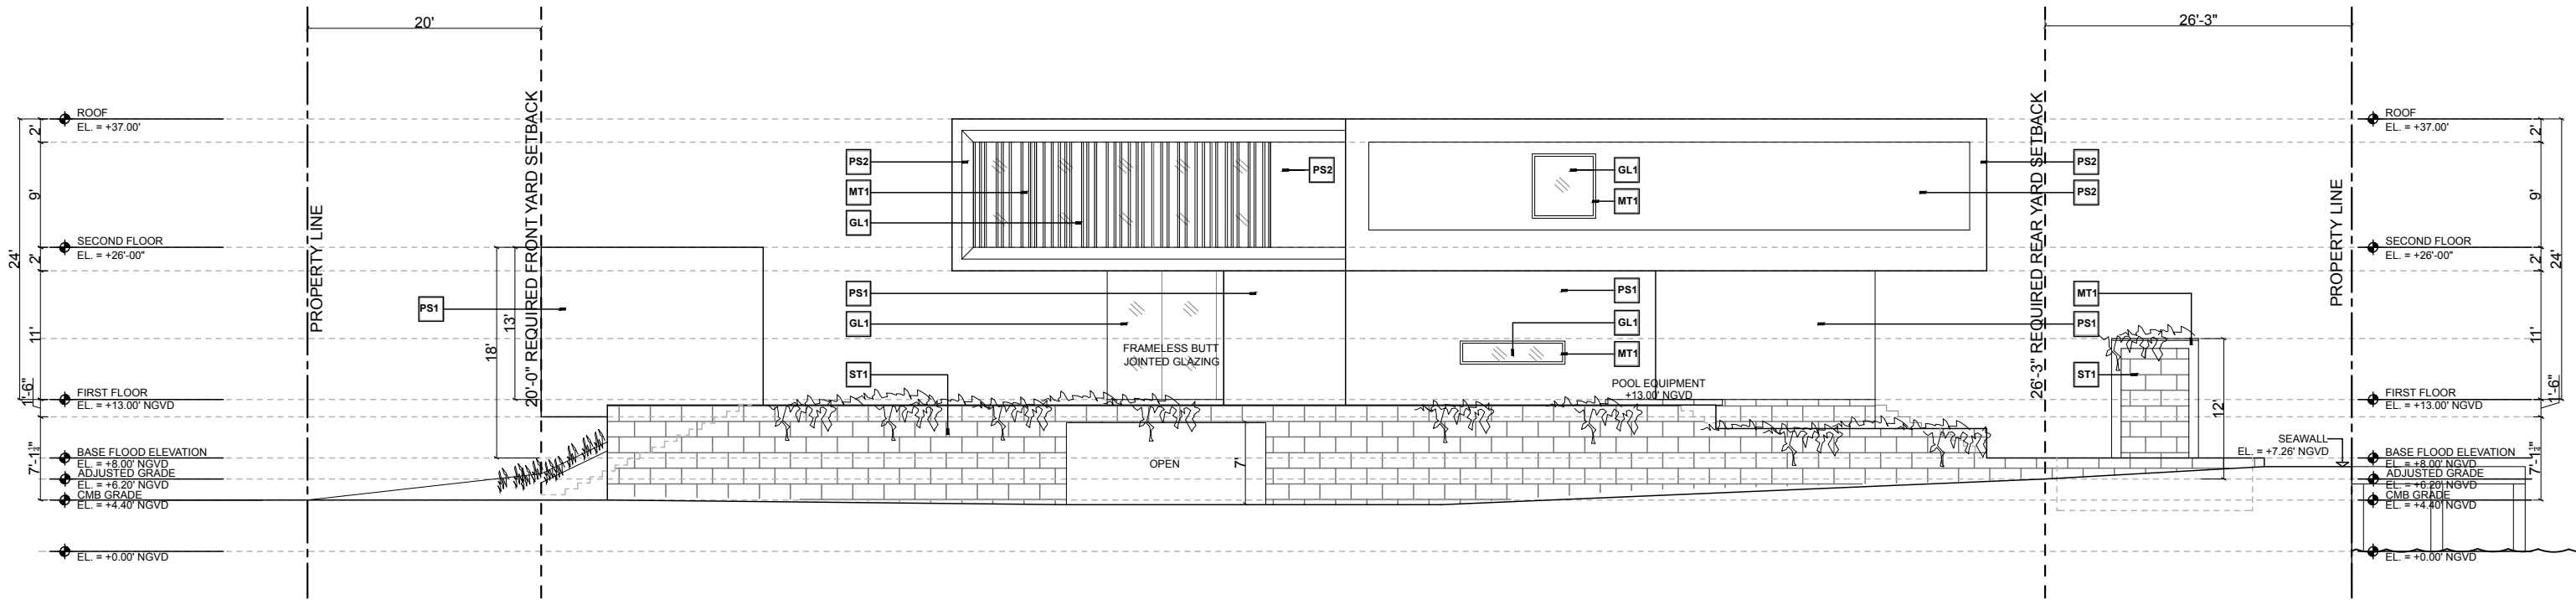 20'
26'-3"
ROOF
EL. = +37.00'
2'
9'
SECOND FLOOR
EL. = +26'-00"
2'
24'
11'
FIRST FLOOR
EL. = +13.00' NGVD
1'-6"
BASE FLOOD ELEVATION
EL. = +8.00' NGVD
ADJUSTED GRADE
EL. = +6.20' NGVD
CMB GRADE
EL. = +4.40' NGVD
7'-1½"
EL. = +0.00' NGVD
PROPERTY LINE
20'-0" REQUIRED FRONT YARD SETBACK
PS1
18'
13'
PS2
MT1
GL1
PS2
GL1
MT1
PS2
PS2
PS1
GL1
ST1
FRAMELESS BUTT
JOINTED GLAZING
PS1
GL1
MT1
POOL EQUIPMENT
+13.00' NGVD
OPEN
7'
MT1
PS1
ST1
12'
26'-3" REQUIRED REAR YARD SETBACK
SEAWALL
EL. = +7.26' NGVD
PROPERTY LINE
ROOF
EL. = +37.00'
2'
9'
SECOND FLOOR
EL. = +26'-00"
2'
24'
11'
FIRST FLOOR
EL. = +13.00' NGVD
1'-6"
BASE FLOOD ELEVATION
EL. = +8.00' NGVD
ADJUSTED GRADE
EL. = +6.20' NGVD
CMB GRADE
EL. = +4.40' NGVD
7'-1½"
EL. = +0.00' NGVD